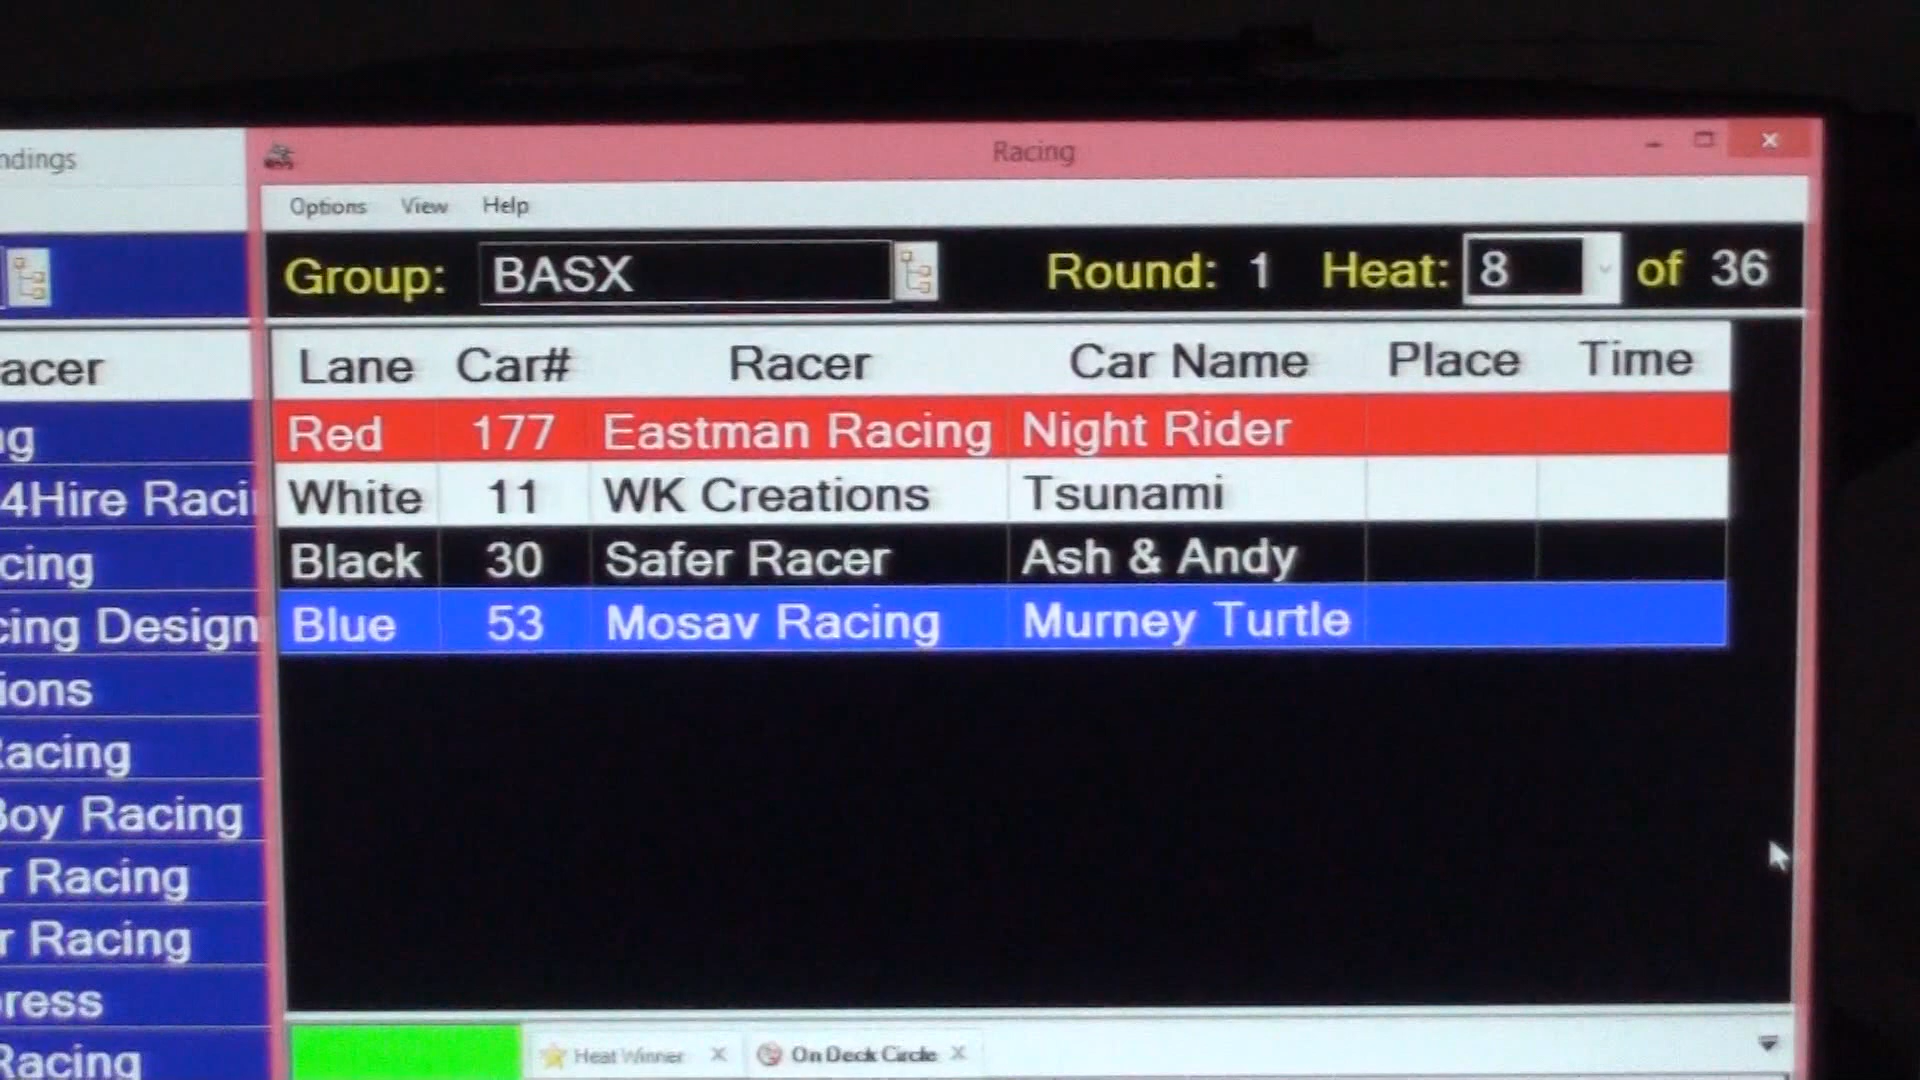 ndings
Racing
Options View Help
Group: BASX Round: 1 Heat: 8 of 36
acer
Lane Car# Racer Car Name Place Time
ng
Red 177 Eastman Racing Night Rider
4Hire Raci
White 11 WK Creations Tsunami
cing
Black 30 Safer Racer Ash & Andy
cing Design
Blue 53 Mosav Racing Murney Turtle
ions
Racing
Boy Racing
r Racing
r Racing
press
Racing
Heat Winner On Deck Circle